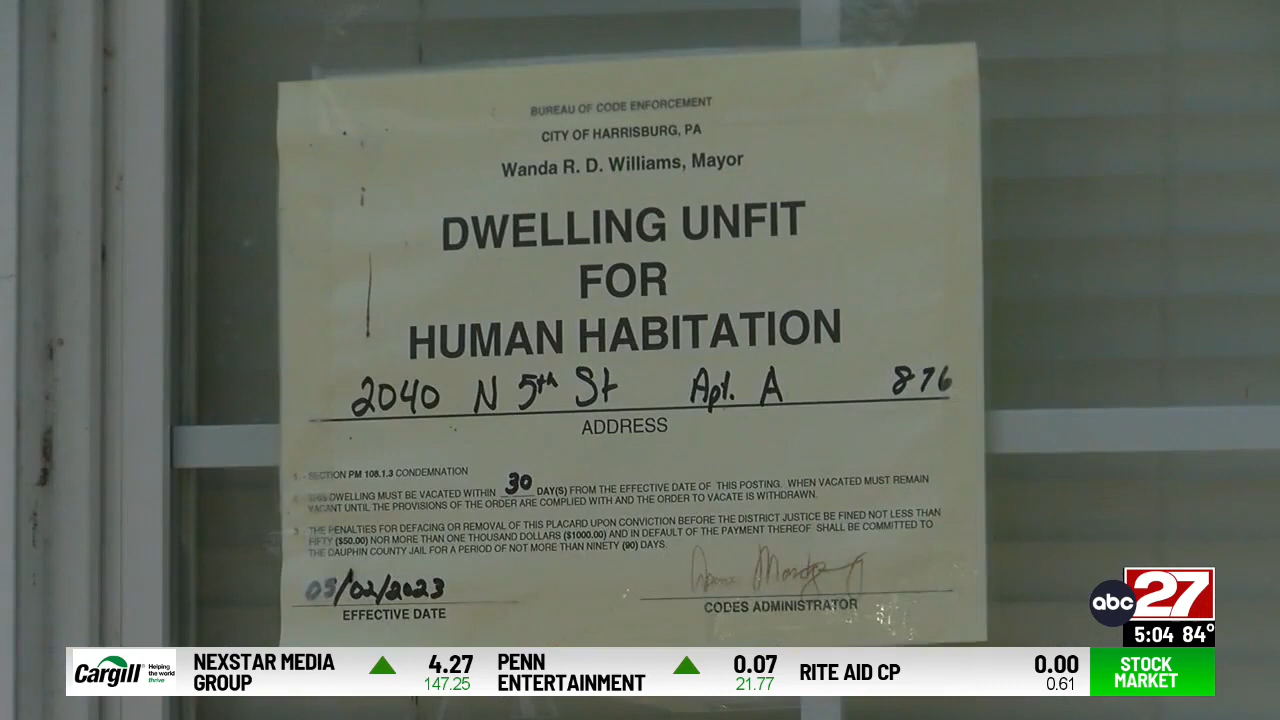 BUREAU OF CODE ENFORCEMENT
CITY OF HARRISBURG, PA
Wanda R. D. Williams, Mayor
DWELLING UNFIT
FOR
HUMAN HABITATION
2040 N 5th St Apt. A 876
ADDRESS
SECTION PM 108.1.3 CONDEMNATION
THIS DWELLING MUST BE VACATED WITHIN 30 DAY(S) FROM THE EFFECTIVE DATE OF THIS POSTING. WHEN VACATED MUST REMAIN
VACANT UNTIL THE PROVISIONS OF THE ORDER ARE COMPLIED WITH AND THE ORDER TO VACATE IS WITHDRAWN.
THE PENALTIES FOR DEFACING OR REMOVAL OF THIS PLACARD UPON CONVICTION BEFORE THE DISTRICT JUSTICE BE FINED NOT LESS THAN
FIFTY ($50.00) NOR MORE THAN ONE THOUSAND DOLLARS ($1000.00) AND IN DEFAULT OF THE PAYMENT THEREOF SHALL BE COMMITTED TO
THE DAUPHIN COUNTY JAIL FOR A PERIOD OF NOT MORE THAN NINETY (90) DAYS.
05/02/2023
EFFECTIVE DATE
CODES ADMINISTRATOR
abc 27
5:04 84°
Cargill Helping the world thrive
NEXSTAR MEDIA GROUP 4.27 147.25
PENN ENTERTAINMENT 0.07 21.77
RITE AID CP 0.00 0.61
STOCK MARKET